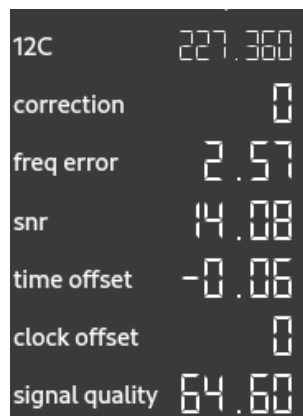 12C 227.360
correction 0
freq error 2.57
snr 14.08
time offset -0.06
clock offset 0
signal quality 64.60